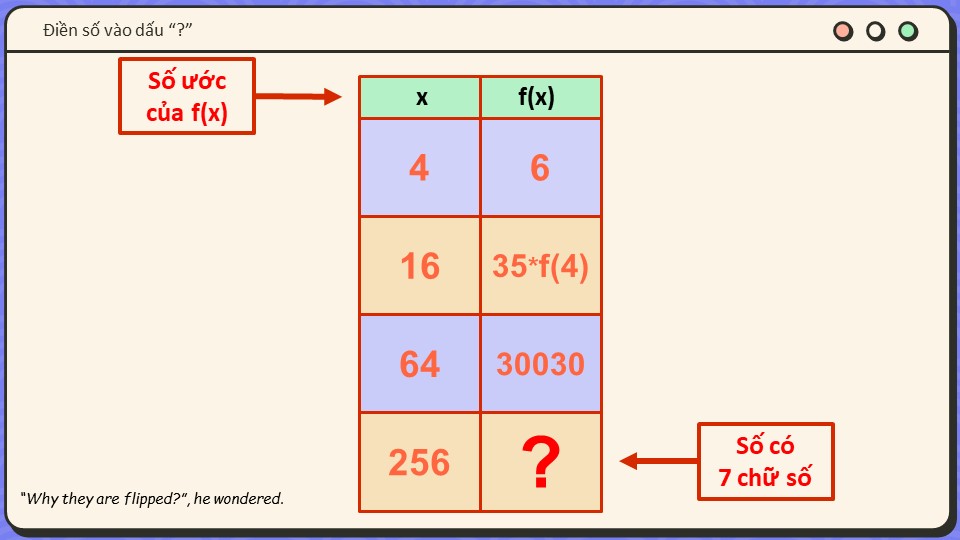 Điền số vào dấu “?”
Số ước
của f(x)
x f(x)
4 6
16 35*f(4)
64 30030
256 ?
Số có
7 chữ số
“Why they are flipped?”, he wondered.